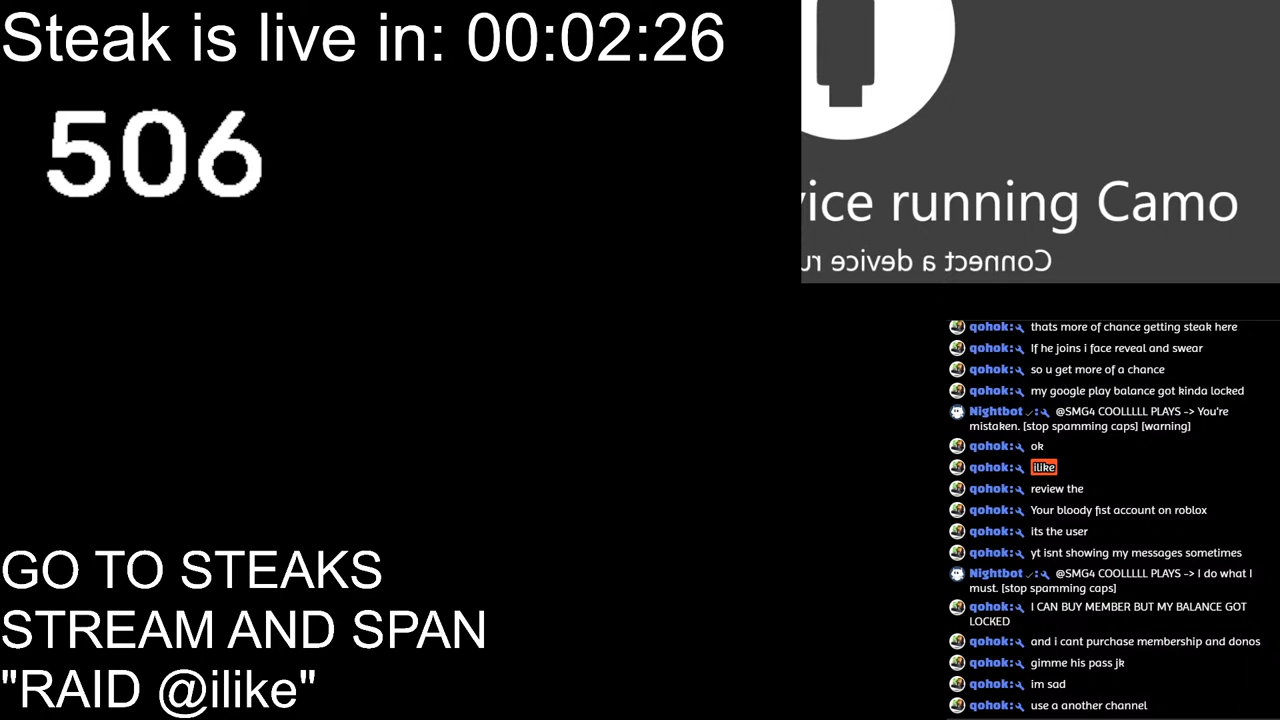 Steak is live in: 00:02:26
506
vice running Camo
Connect a device ru
qohok: thats more of chance getting steak here
qohok: If he joins i face reveal and swear
qohok: so u get more of a chance
qohok: my google play balance got kinda locked
Nightbot : @SMG4 COOLLLLL PLAYS -> You're
mistaken. [stop spamming caps] [warning]
qohok: ok
qohok: ilike
qohok: review the
qohok: Your bloody fist account on roblox
qohok: its the user
qohok: yt isnt showing my messages sometimes
Nightbot : @SMG4 COOLLLLL PLAYS -> I do what I
must. [stop spamming caps]
qohok: I CAN BUY MEMBER BUT MY BALANCE GOT
LOCKED
qohok: and i cant purchase membership and donos
qohok: gimme his pass jk
qohok: im sad
qohok: use a another channel
GO TO STEAKS
STREAM AND SPAN
"RAID @ilike"